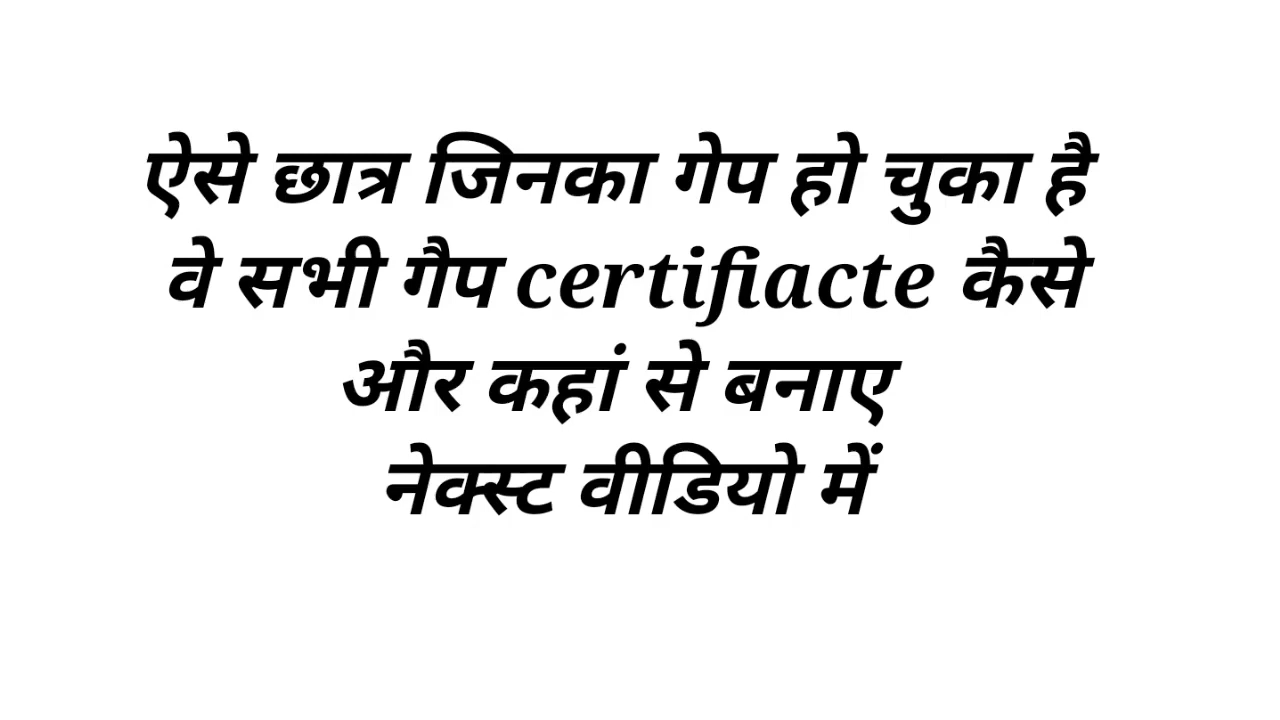 ऐसे छात्र जिनका गेप हो चुका है
वे सभी गैप certifiacte कैसे
और कहां से बनाए
नेक्स्ट वीडियो में